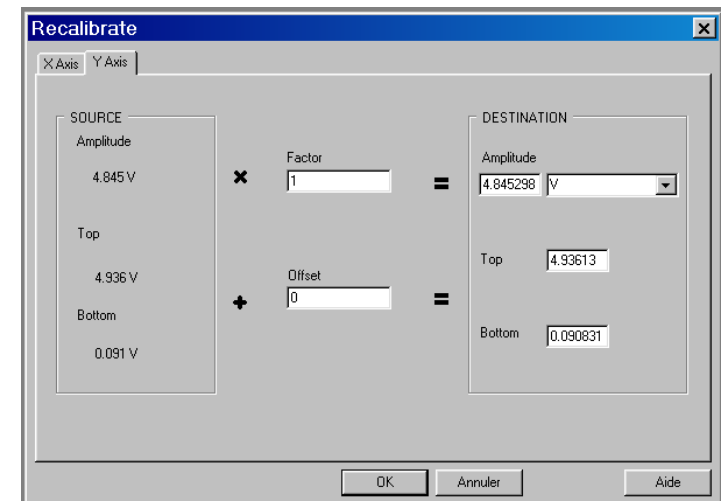 Recalibrate
X Axis Y Axis
SOURCE
Amplitude
4.845 V
Top
4.936 V
Bottom
0.091 V
×
Factor
1
=
+
Offset
0
=
DESTINATION
Amplitude
4.845298 V
Top 4.93613
Bottom 0.090831
OK Annuler Aide